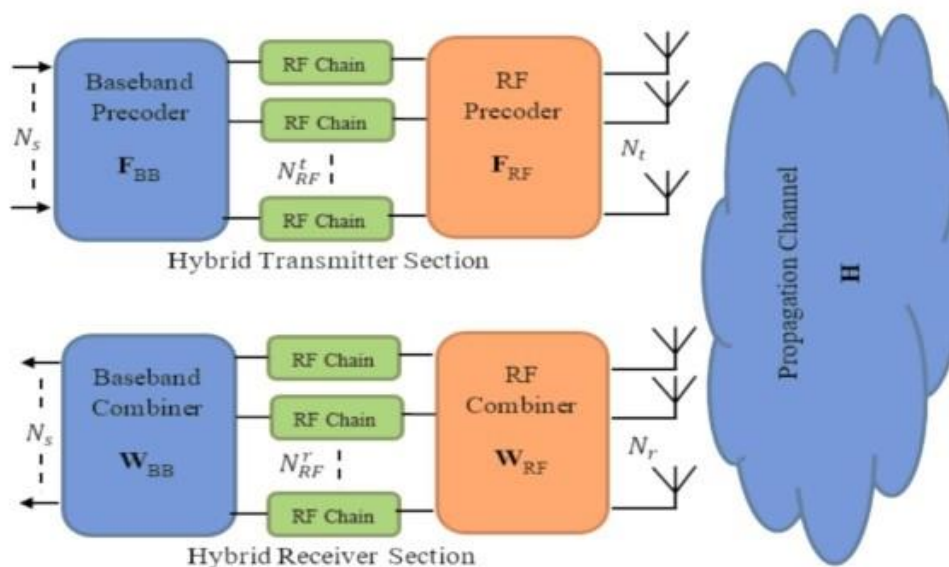 Baseband
Precoder
F_BB
N_s
RF Chain
RF Chain
N_RF^t
RF Chain
RF
Precoder
F_RF
N_t
Hybrid Transmitter Section
Baseband
Combiner
W_BB
N_s
RF Chain
RF Chain
N_RF^r
RF Chain
RF
Combiner
W_RF
N_r
Hybrid Receiver Section
Propagation Channel
H